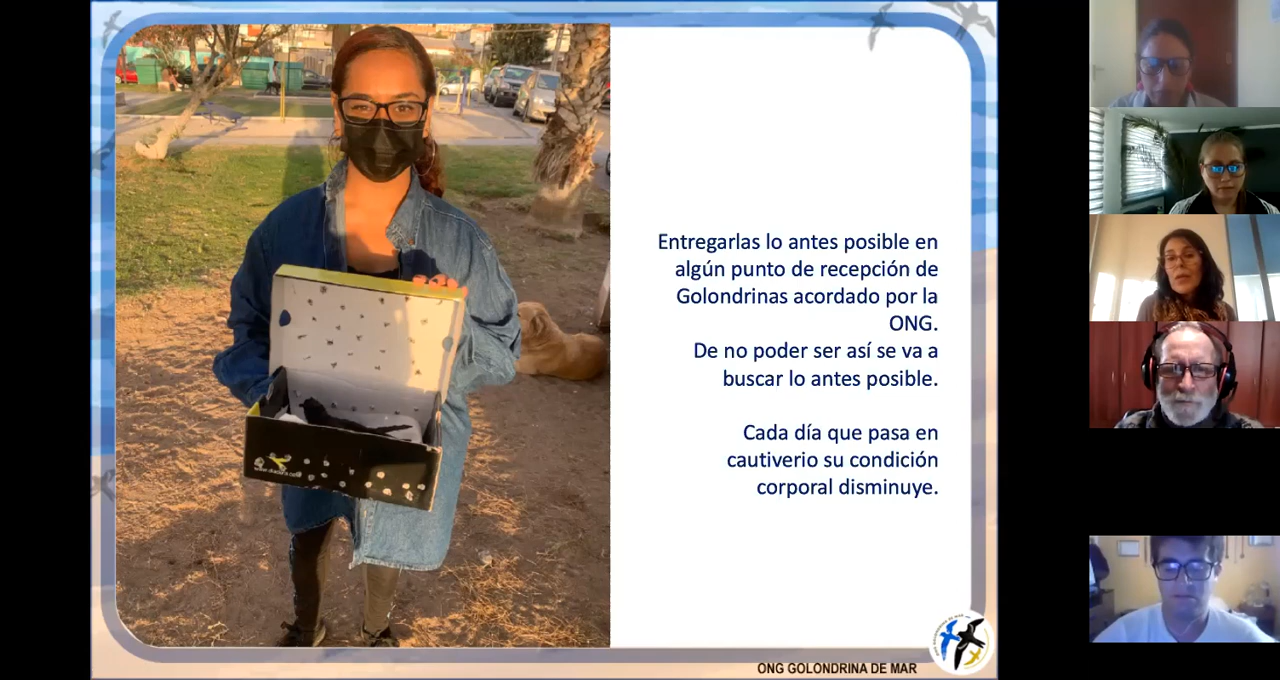 Entregarlas lo antes posible en
algún punto de recepción de
Golondrinas acordado por la
ONG.
De no poder ser así se va a
buscar lo antes posible.
Cada día que pasa en
cautiverio su condición
corporal disminuye.
ONG GOLONDRINA DE MAR